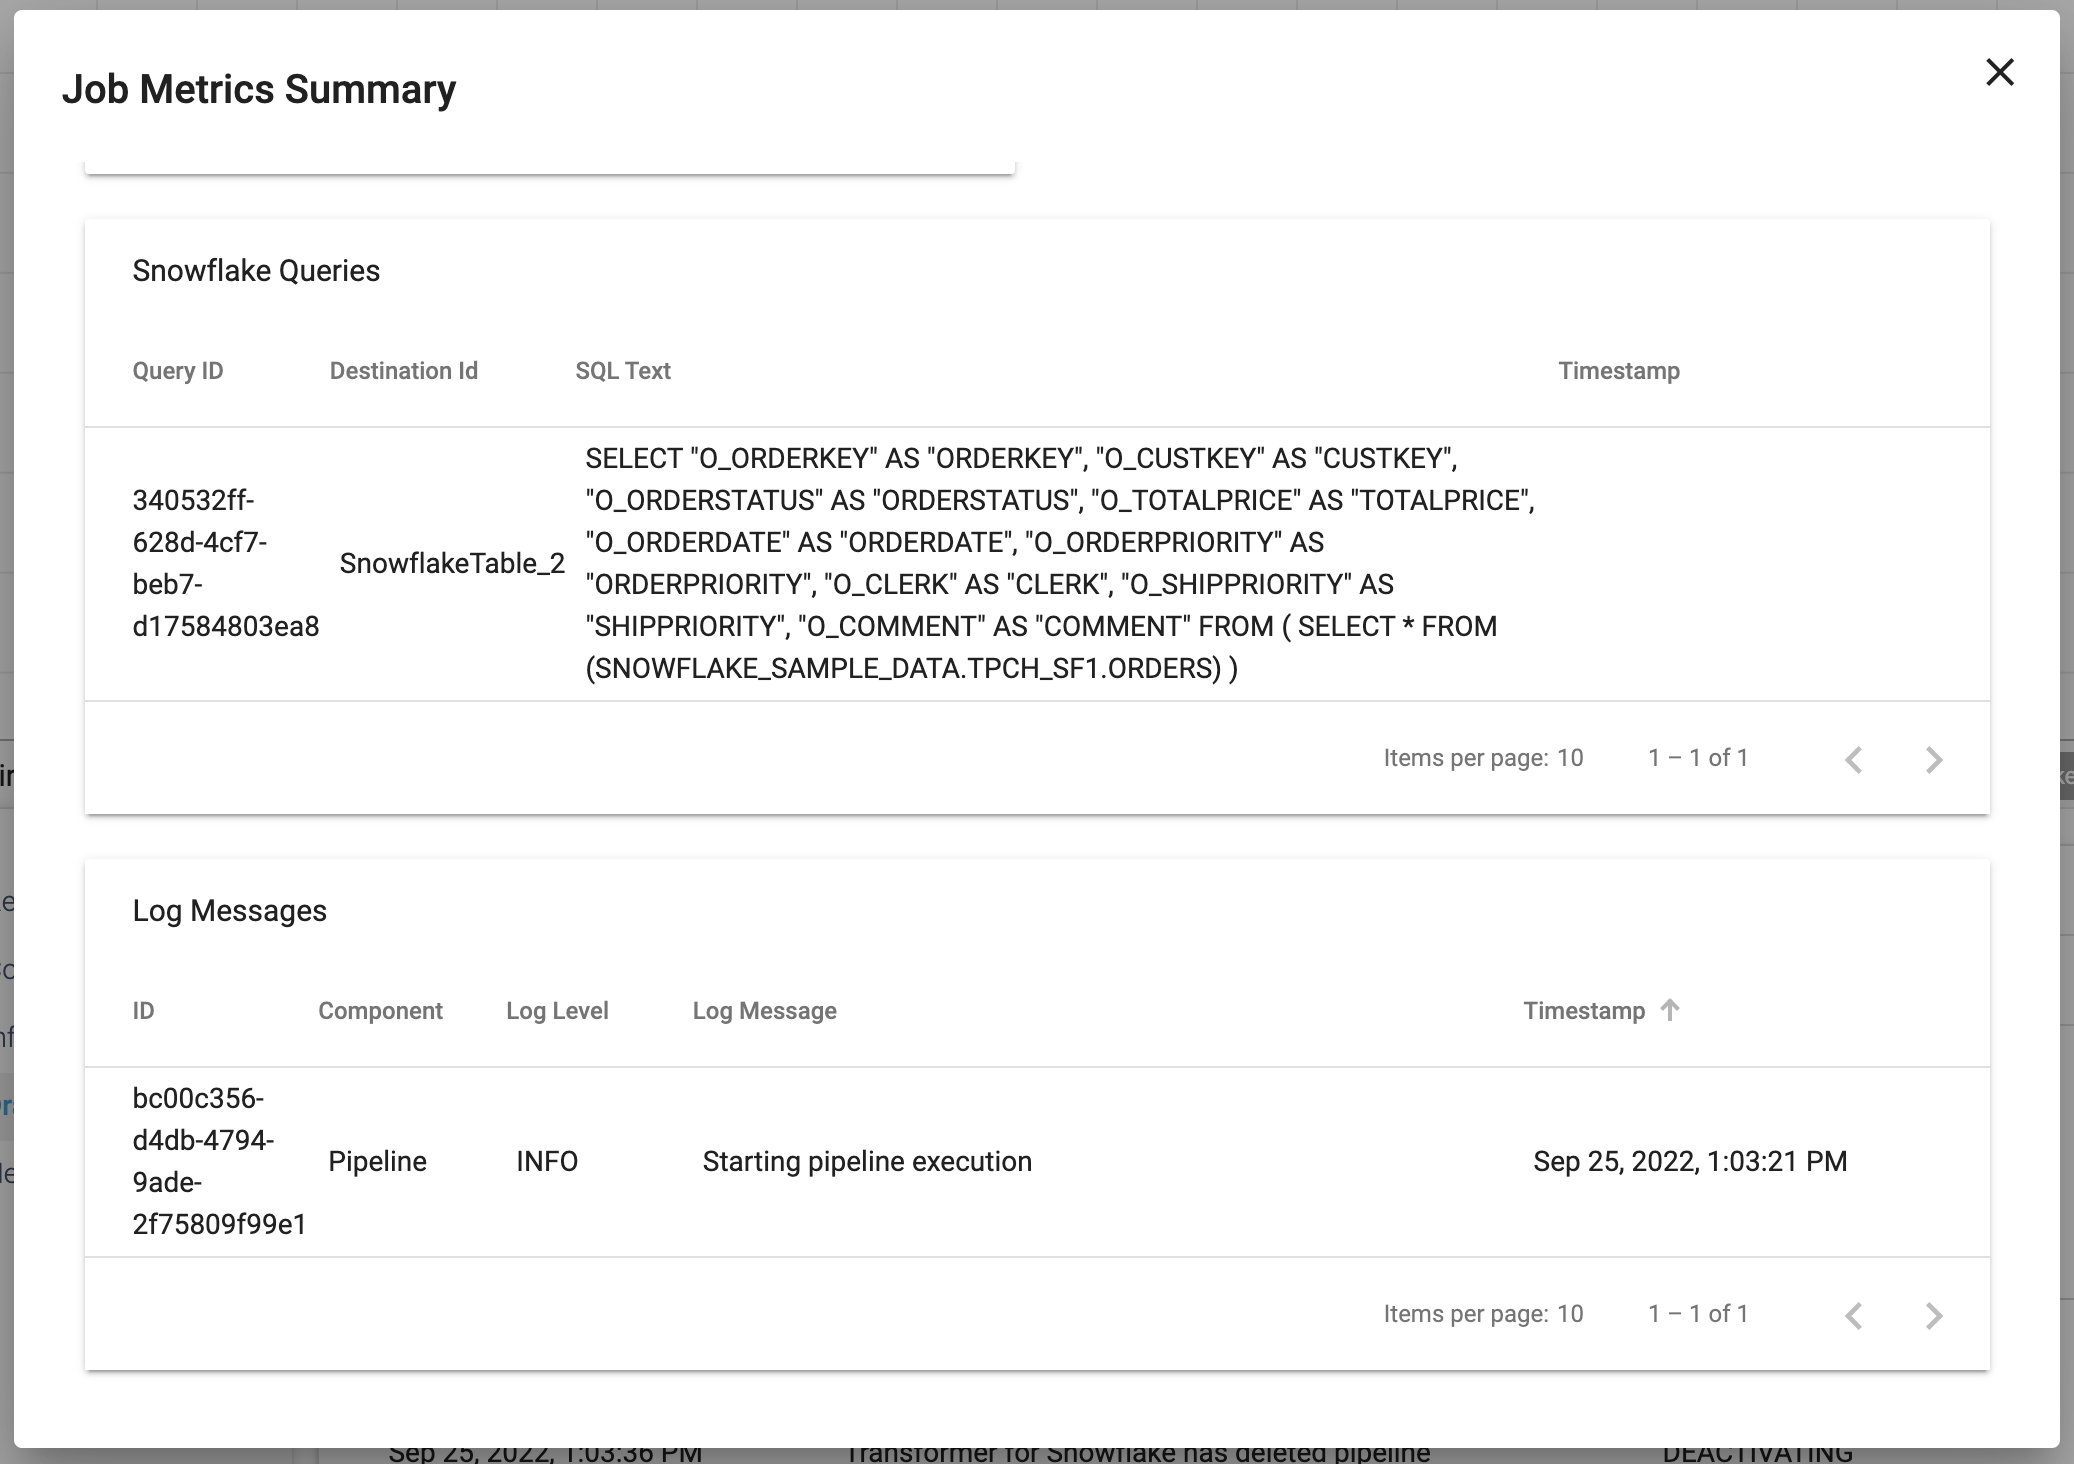 Job Metrics Summary
Snowflake Queries
Query ID Destination Id SQL Text Timestamp
340532ff-
628d-4cf7-
beb7-
d17584803ea8
SnowflakeTable_2
SELECT "O_ORDERKEY" AS "ORDERKEY", "O_CUSTKEY" AS "CUSTKEY",
"O_ORDERSTATUS" AS "ORDERSTATUS", "O_TOTALPRICE" AS "TOTALPRICE",
"O_ORDERDATE" AS "ORDERDATE", "O_ORDERPRIORITY" AS
"ORDERPRIORITY", "O_CLERK" AS "CLERK", "O_SHIPPRIORITY" AS
"SHIPPRIORITY", "O_COMMENT" AS "COMMENT" FROM ( SELECT * FROM
(SNOWFLAKE_SAMPLE_DATA.TPCH_SF1.ORDERS) )
Items per page: 10 1 – 1 of 1
Log Messages
ID Component Log Level Log Message Timestamp
bc00c356-
d4db-4794-
9ade-
2f75809f99e1
Pipeline INFO Starting pipeline execution Sep 25, 2022, 1:03:21 PM
Items per page: 10 1 – 1 of 1
Sep 25, 2022, 1:03:36 PM Transformer for Snowflake has deleted pipeline DEACTIVATING